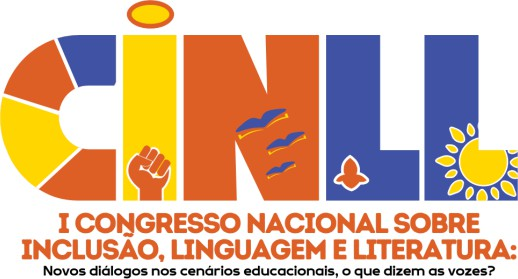 CINLL
I CONGRESSO NACIONAL SOBRE
INCLUSÃO, LINGUAGEM E LITERATURA:
Novos diálogos nos cenários educacionais, o que dizem as vozes?